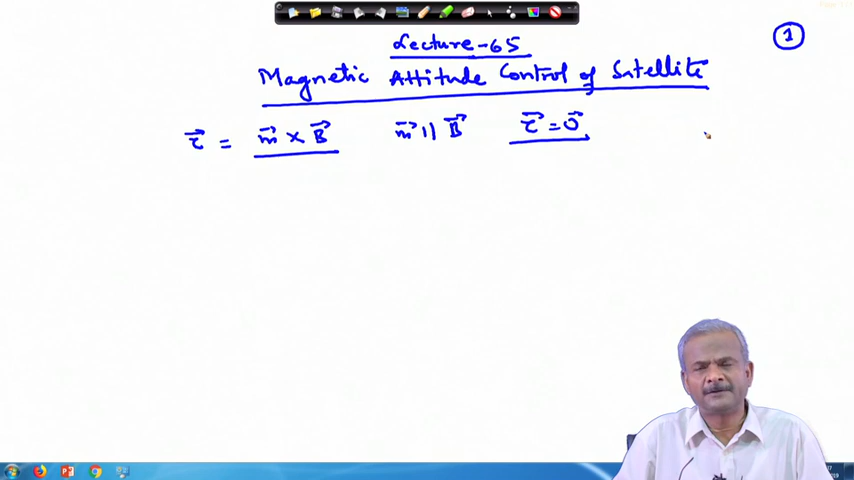 1
Lecture-65
Magnetic Attitude Control of Satellite
τ⃗ = m⃗ × B⃗ m⃗ || B⃗ τ⃗ = 0⃗